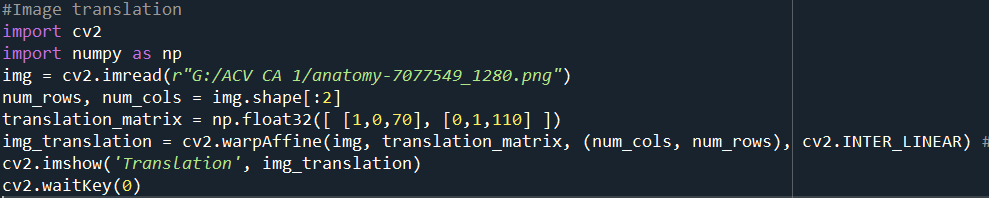 #Image translation
import cv2
import numpy as np
img = cv2.imread(r"G:/ACV CA 1/anatomy-7077549_1280.png")
num_rows, num_cols = img.shape[:2]
translation_matrix = np.float32([ [1,0,70], [0,1,110] ])
img_translation = cv2.warpAffine(img, translation_matrix, (num_cols, num_rows), cv2.INTER_LINEAR) #
cv2.imshow('Translation', img_translation)
cv2.waitKey(0)